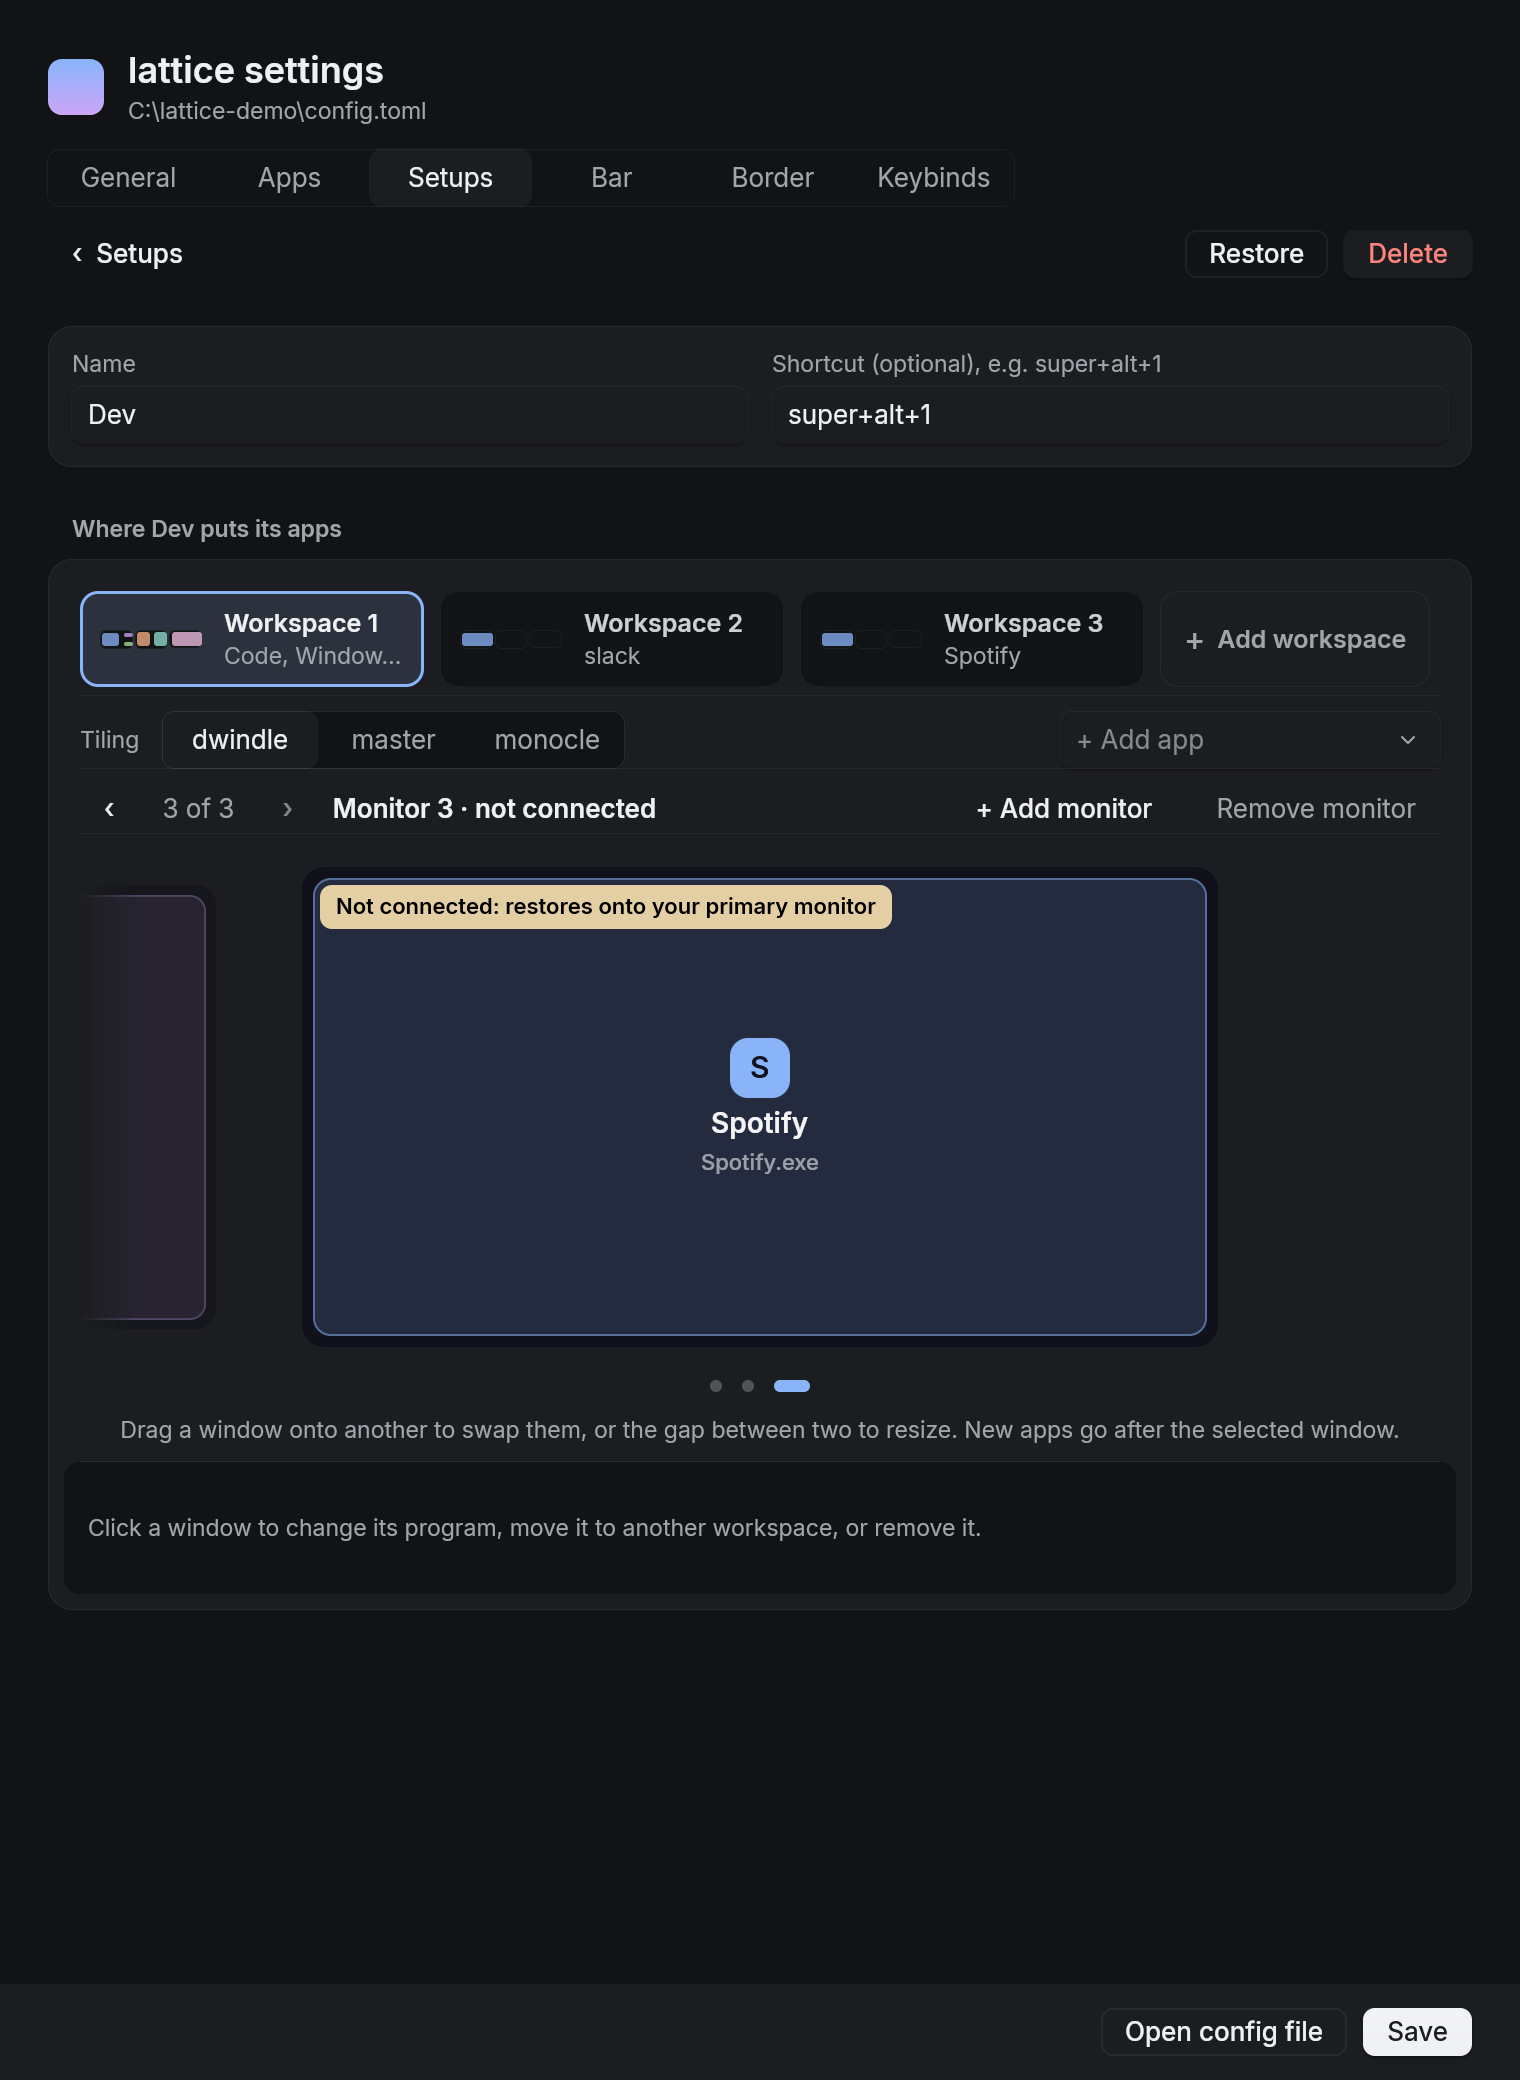 lattice settings
C:\lattice-demo\config.toml
General Apps Setups Bar Border Keybinds
‹ Setups Restore Delete
Name Shortcut (optional), e.g. super+alt+1
Dev super+alt+1
Where Dev puts its apps
Workspace 1 Workspace 2 Workspace 3 + Add workspace
Code, Window... slack Spotify
Tiling dwindle master monocle + Add app
‹ 3 of 3 › Monitor 3 · not connected + Add monitor Remove monitor
Not connected: restores onto your primary monitor
S
Spotify
Spotify.exe
Drag a window onto another to swap them, or the gap between two to resize. New apps go after the selected window.
Click a window to change its program, move it to another workspace, or remove it.
Open config file Save